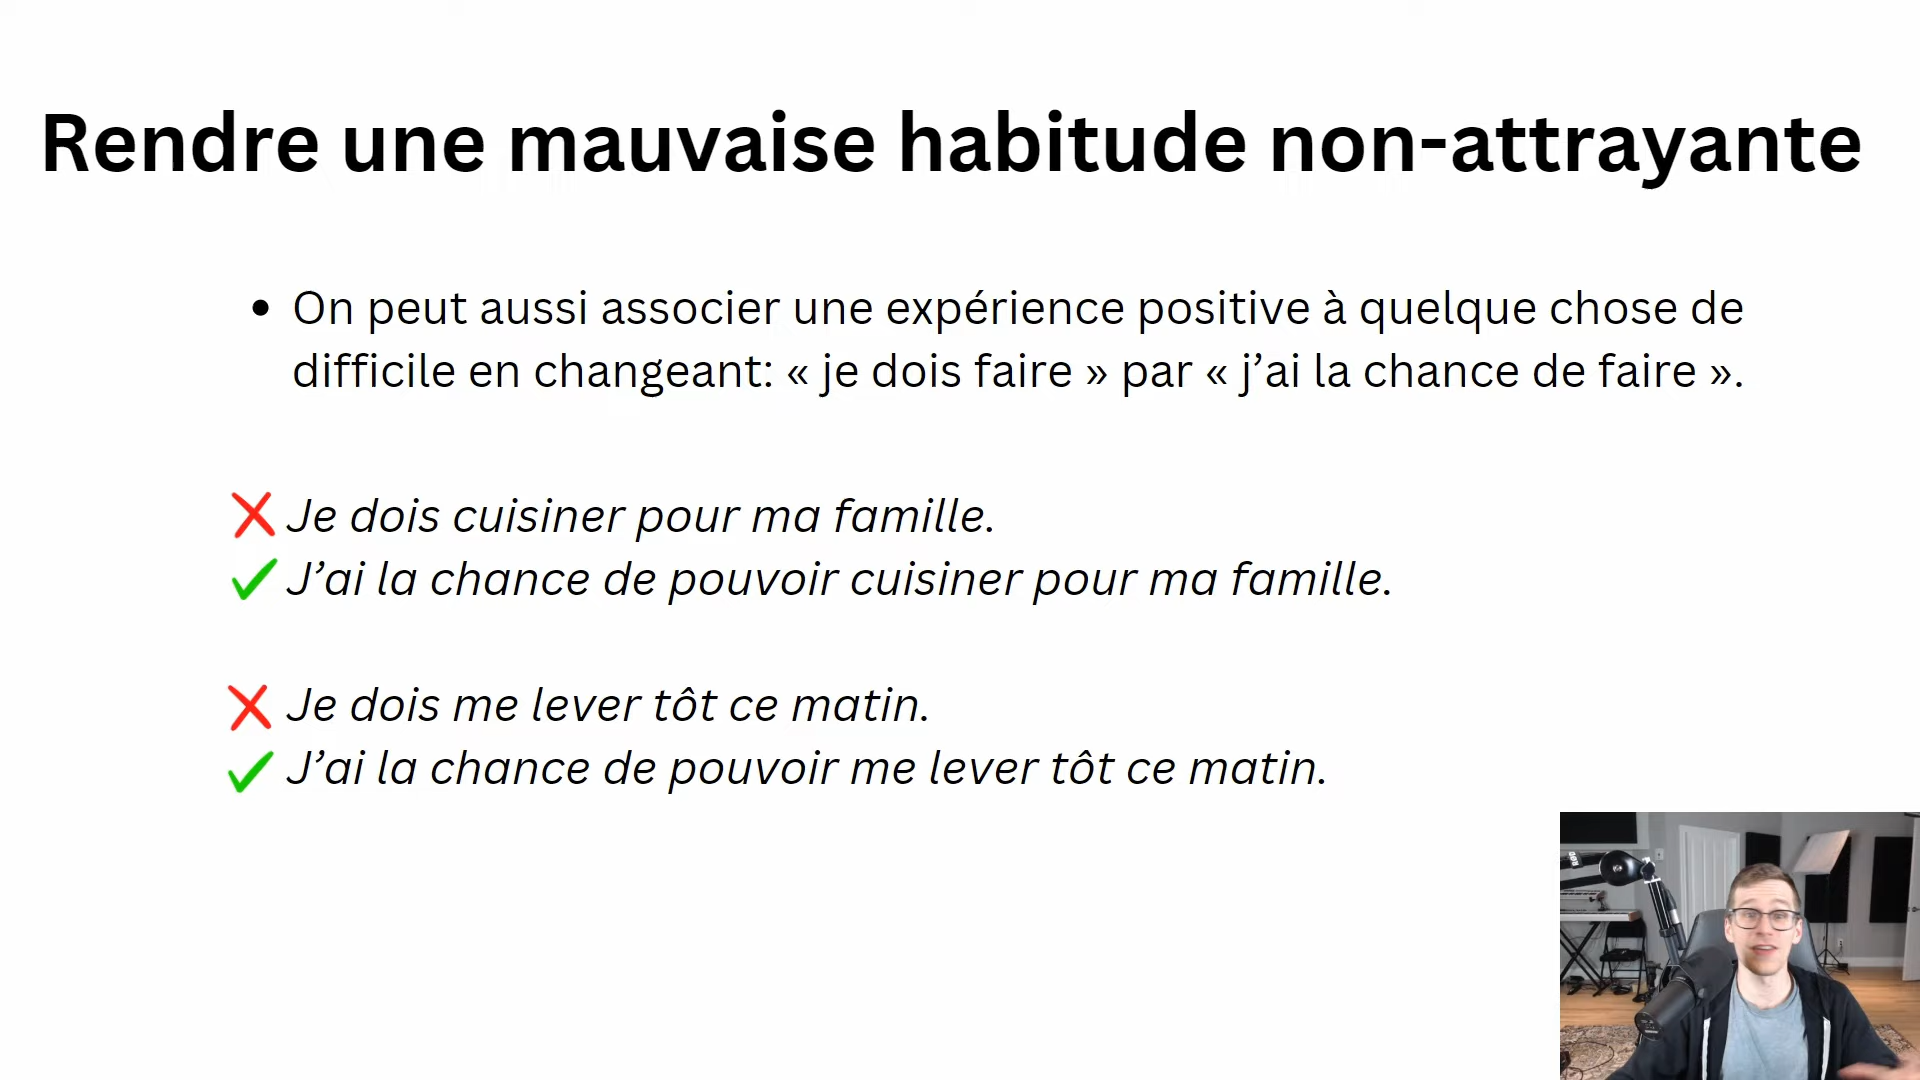 Rendre une mauvaise habitude non-attrayante
• On peut aussi associer une expérience positive à quelque chose de
difficile en changeant: « je dois faire » par « j’ai la chance de faire ».
❌ Je dois cuisiner pour ma famille.
✔ J’ai la chance de pouvoir cuisiner pour ma famille.
❌ Je dois me lever tôt ce matin.
✔ J’ai la chance de pouvoir me lever tôt ce matin.
RØDE